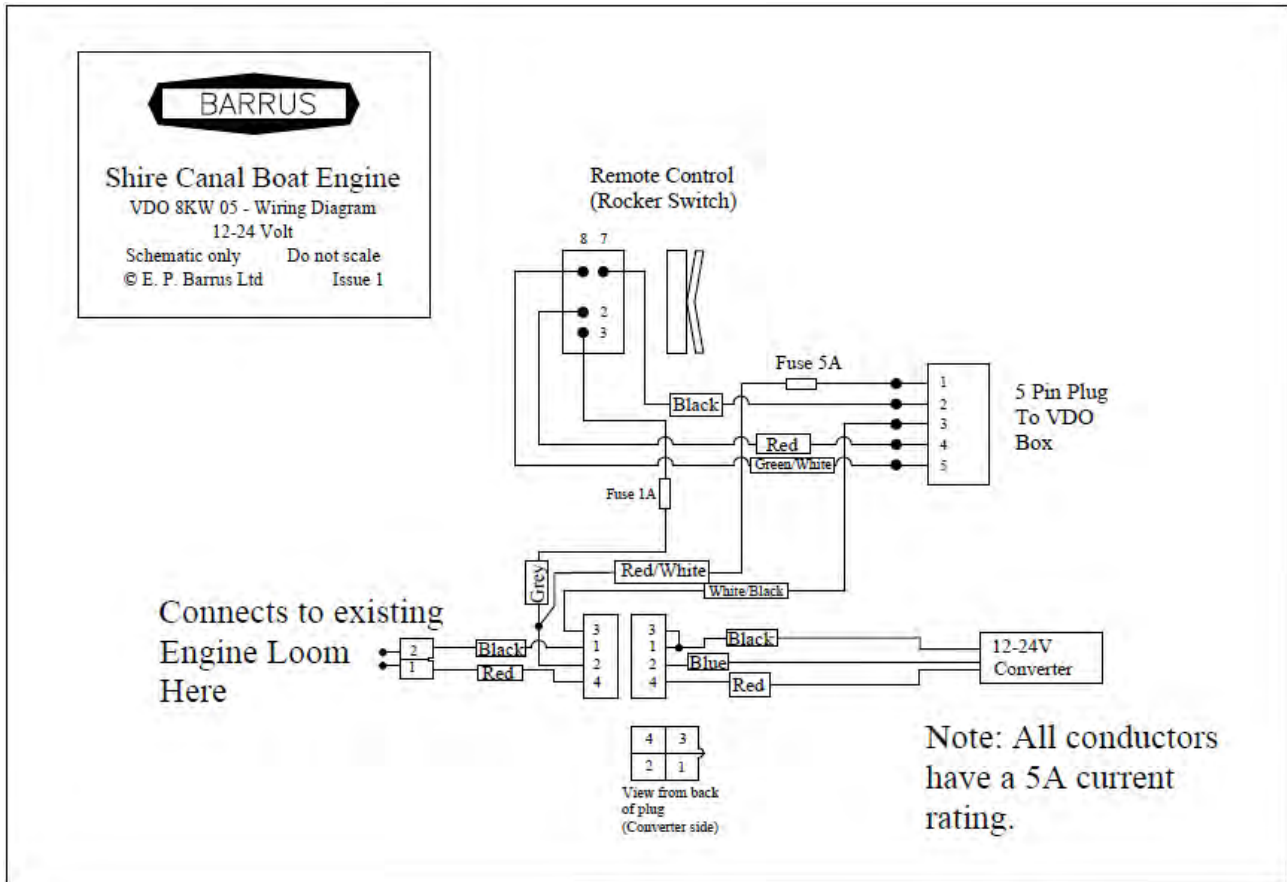 BARRUS
Shire Canal Boat Engine
VDO 8KW 05 - Wiring Diagram
12-24 Volt
Schematic only Do not scale
© E. P. Barrus Ltd Issue 1
Remote Control
(Rocker Switch)
8 7
2
3
Fuse 5A
Black
Red
Green/White
1
2
3
4
5
5 Pin Plug
To VDO
Box
Fuse 1A
Grey
Red/White
White/Black
Connects to existing
Engine Loom
Here
2
1
Black
Red
3
1
2
4
3
1
2
4
Black
Blue
Red
12-24V
Converter
4 3
2 1
View from back
of plug
(Converter side)
Note: All conductors
have a 5A current
rating.